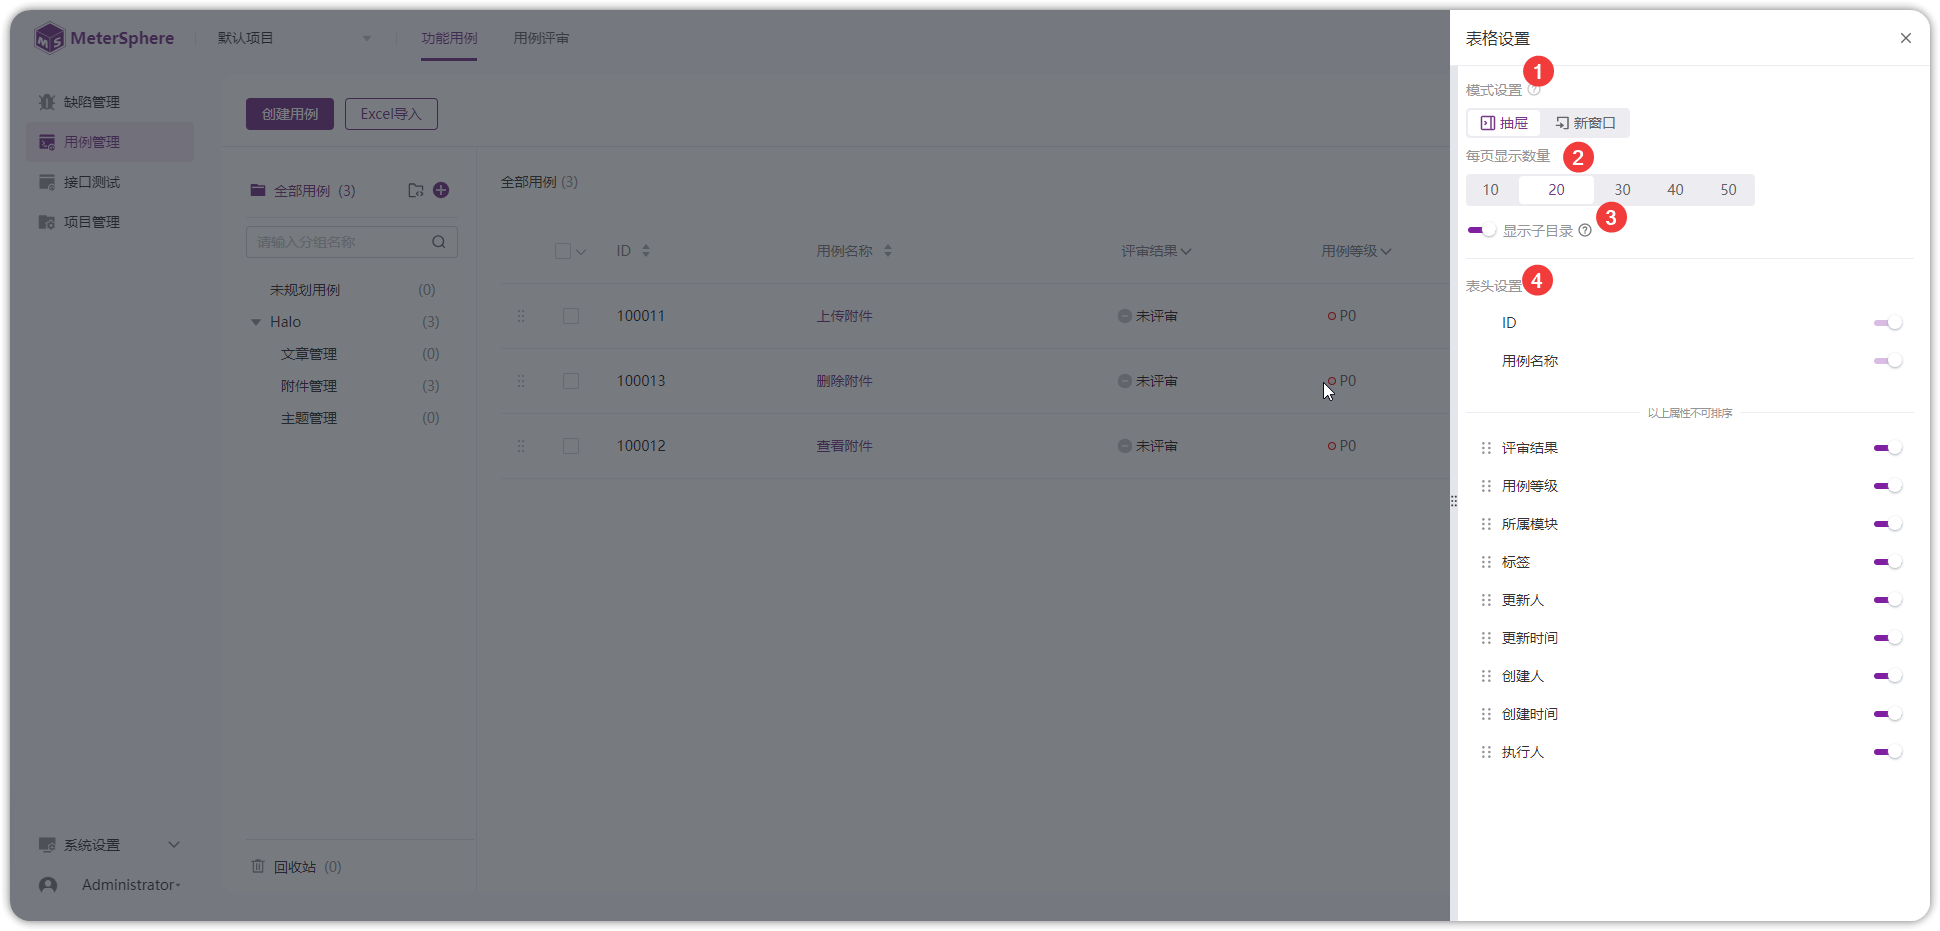 MeterSphere
默认项目
功能用例
用例评审
缺陷管理
用例管理
接口测试
项目管理
系统设置
Administrator
创建用例
Excel导入
全部用例 (3)
请输入分组名称
未规划用例 (0)
Halo (3)
文章管理 (0)
附件管理 (3)
主题管理 (0)
回收站 (0)
全部用例 (3)
ID 用例名称 评审结果 用例等级
100011 上传附件 未评审 P0
100013 删除附件 未评审 P0
100012 查看附件 未评审 P0
表格设置
1
模式设置
抽屉 新窗口
每页显示数量 2
10 20 30 40 50
3
显示子目录
表头设置 4
ID
用例名称
以上属性不可排序
评审结果
用例等级
所属模块
标签
更新人
更新时间
创建人
创建时间
执行人